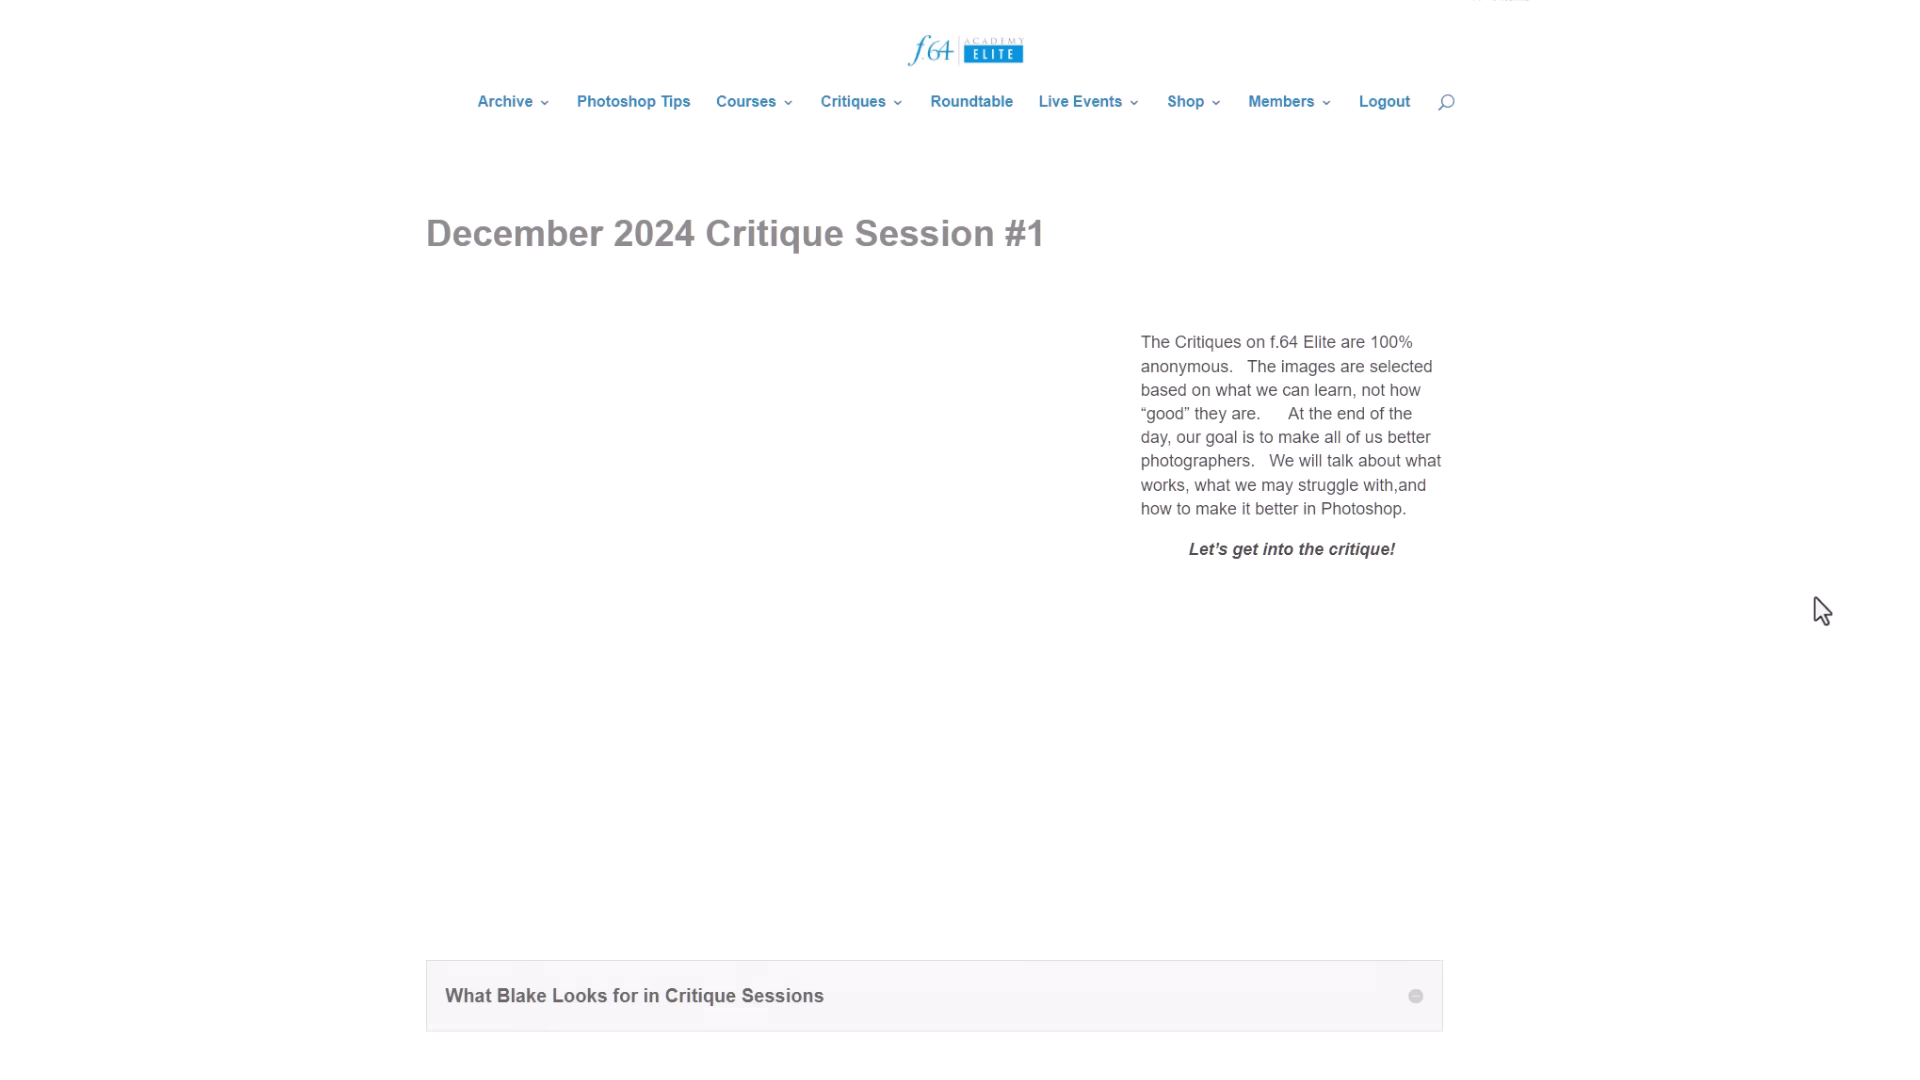 f.64 ACADEMY ELITE
Archive Photoshop Tips Courses Critiques Roundtable Live Events Shop Members Logout
December 2024 Critique Session #1
The Critiques on f.64 Elite are 100%
anonymous. The images are selected
based on what we can learn, not how
“good” they are. At the end of the
day, our goal is to make all of us better
photographers. We will talk about what
works, what we may struggle with,and
how to make it better in Photoshop.
Let’s get into the critique!
What Blake Looks for in Critique Sessions